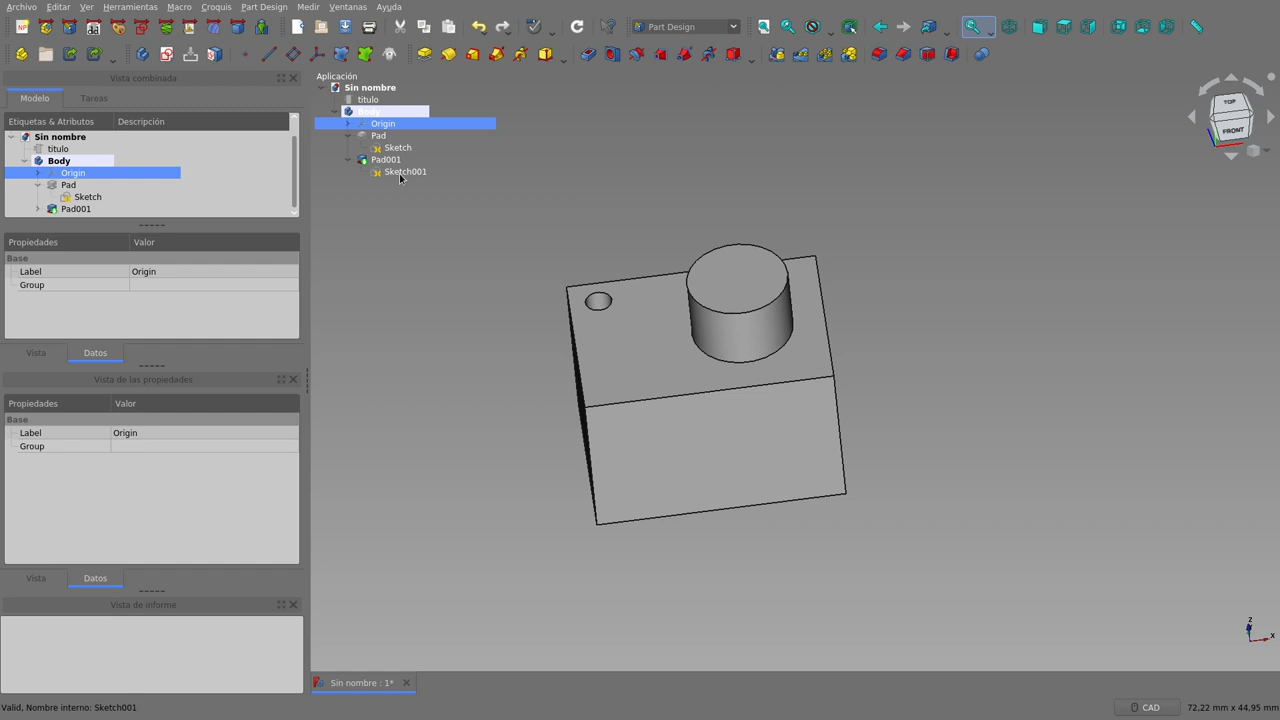 Archivo Editar Ver Herramientas Macro Croquis Part Design Medir Ventanas Ayuda
Part Design
Vista combinada
Modelo Tareas
Etiquetas & Atributos Descripción
Sin nombre
titulo
Body
Origin
Pad
Sketch
Pad001
Propiedades Valor
Base
Label Origin
Group
Vista Datos
Vista de las propiedades
Propiedades Valor
Base
Label Origin
Group
Vista Datos
Vista de informe
Aplicación
Sin nombre
titulo
Body
Origin
Pad
Sketch
Pad001
Sketch001
TOP
FRONT
z
x
Sin nombre : 1*
Valid, Nombre interno: Sketch001
CAD
72,22 mm x 44,95 mm